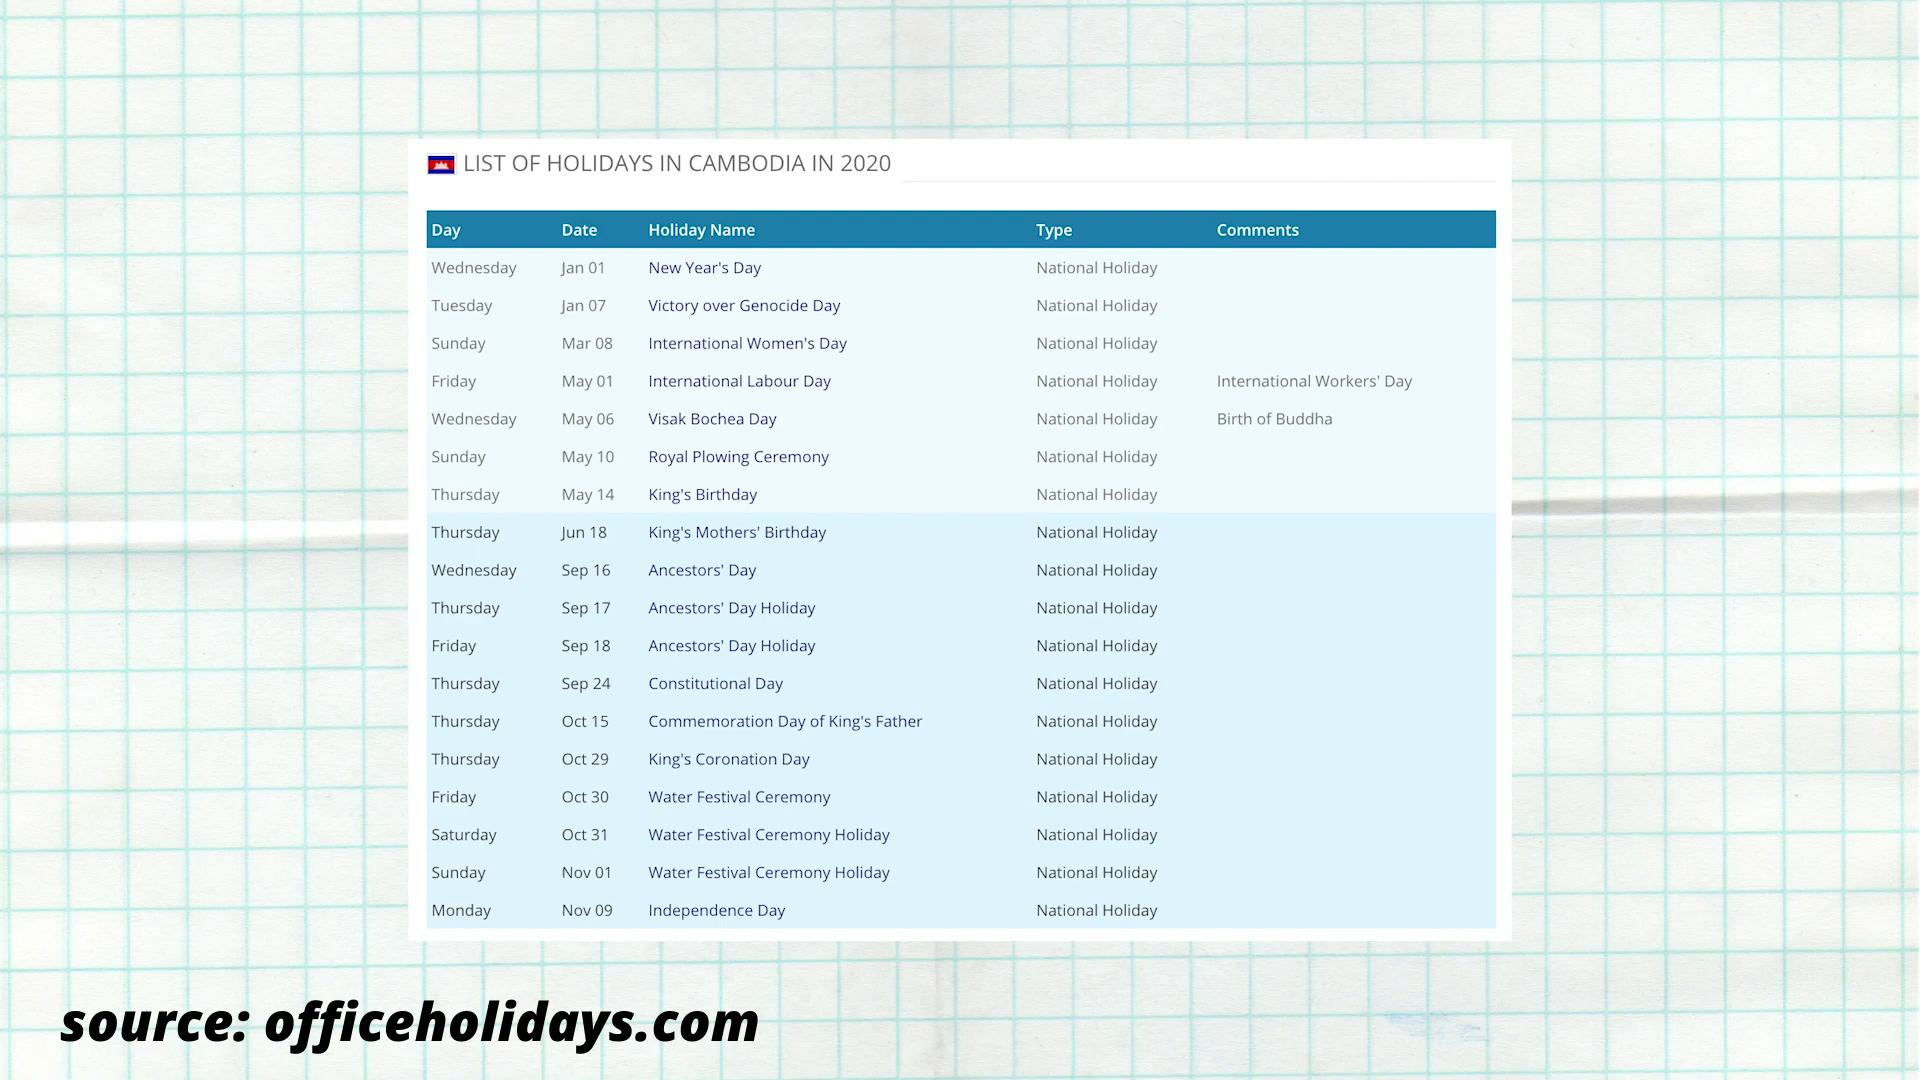 LIST OF HOLIDAYS IN CAMBODIA IN 2020
Day Date Holiday Name Type Comments
Wednesday Jan 01 New Year's Day National Holiday
Tuesday Jan 07 Victory over Genocide Day National Holiday
Sunday Mar 08 International Women's Day National Holiday
Friday May 01 International Labour Day National Holiday International Workers' Day
Wednesday May 06 Visak Bochea Day National Holiday Birth of Buddha
Sunday May 10 Royal Plowing Ceremony National Holiday
Thursday May 14 King's Birthday National Holiday
Thursday Jun 18 King's Mothers' Birthday National Holiday
Wednesday Sep 16 Ancestors' Day National Holiday
Thursday Sep 17 Ancestors' Day Holiday National Holiday
Friday Sep 18 Ancestors' Day Holiday National Holiday
Thursday Sep 24 Constitutional Day National Holiday
Thursday Oct 15 Commemoration Day of King's Father National Holiday
Thursday Oct 29 King's Coronation Day National Holiday
Friday Oct 30 Water Festival Ceremony National Holiday
Saturday Oct 31 Water Festival Ceremony Holiday National Holiday
Sunday Nov 01 Water Festival Ceremony Holiday National Holiday
Monday Nov 09 Independence Day National Holiday
source: officeholidays.com